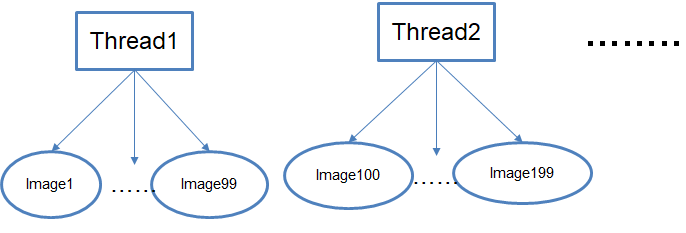 Thread1
Thread2
.........
Image1
......
Image99
Image100
......
Image199